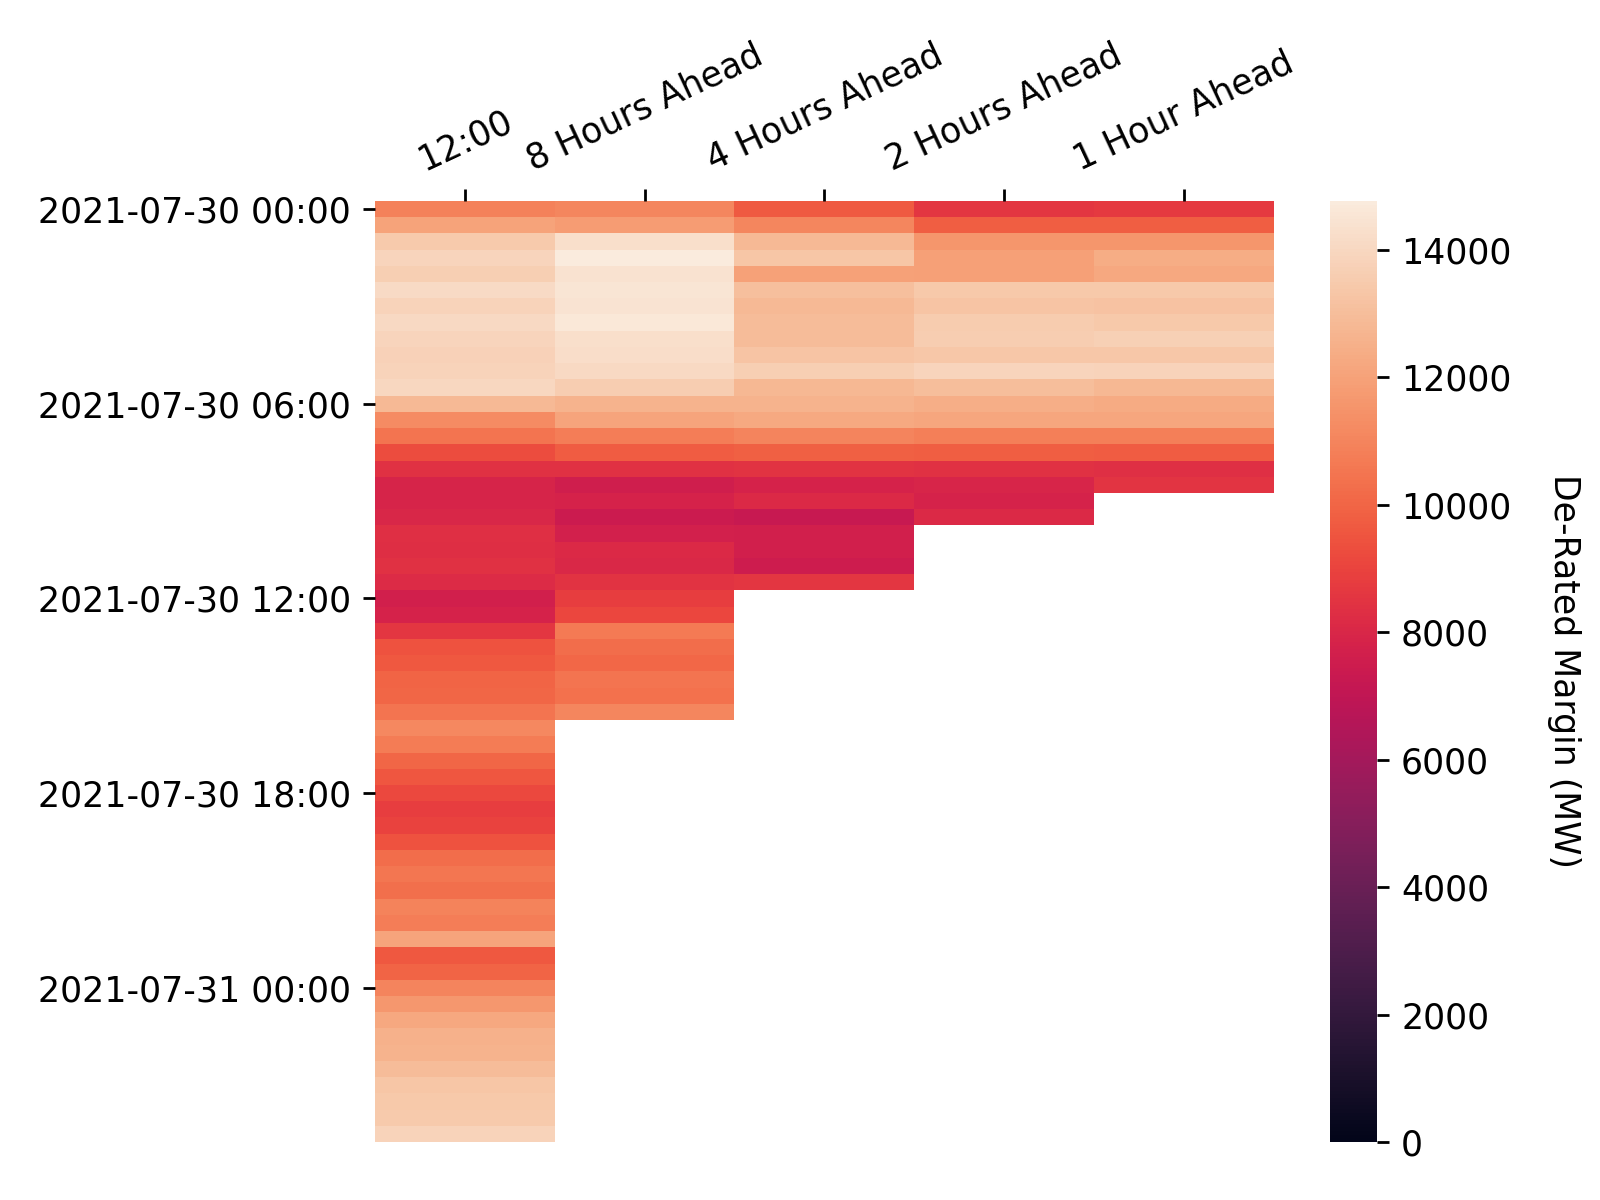 12:00
8 Hours Ahead
4 Hours Ahead
2 Hours Ahead
1 Hour Ahead
2021-07-30 00:00
2021-07-30 06:00
2021-07-30 12:00
2021-07-30 18:00
2021-07-31 00:00
14000
12000
10000
8000
6000
4000
2000
0
De-Rated Margin (MW)